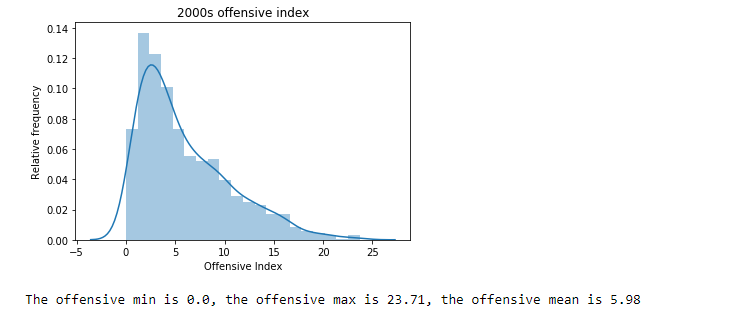 2000s offensive index
0.14
0.12
0.10
0.08
0.06
0.04
0.02
0.00
Relative frequency
−5 0 5 10 15 20 25
Offensive Index
The offensive min is 0.0, the offensive max is 23.71, the offensive mean is 5.98